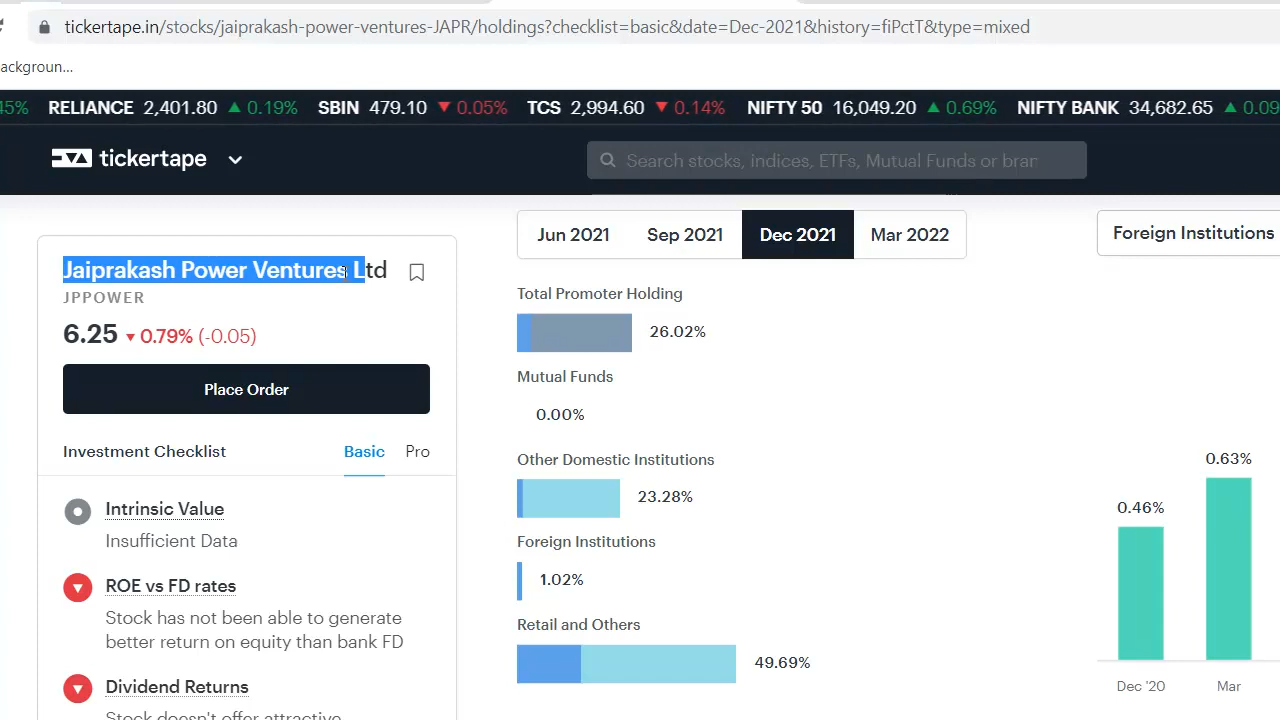 tickertape.in/stocks/jaiprakash-power-ventures-JAPR/holdings?checklist=basic&date=Dec-2021&history=fiPctT&type=mixed
ackgroun...
45% RELIANCE 2,401.80 ▲ 0.19% SBIN 479.10 ▼ 0.05% TCS 2,994.60 ▼ 0.14% NIFTY 50 16,049.20 ▲ 0.69% NIFTY BANK 34,682.65 ▲ 0.09
tickertape
Search stocks, indices, ETFs, Mutual Funds or bran
Jun 2021 Sep 2021 Dec 2021 Mar 2022
Foreign Institutions
Jaiprakash Power Ventures Ltd
JPPOWER
6.25 ▼ 0.79% (-0.05)
Place Order
Investment Checklist Basic Pro
Intrinsic Value
Insufficient Data
ROE vs FD rates
Stock has not been able to generate
better return on equity than bank FD
Dividend Returns
Stock doesn't offer attractive
Total Promoter Holding
26.02%
Mutual Funds
0.00%
Other Domestic Institutions
23.28%
Foreign Institutions
1.02%
Retail and Others
49.69%
0.46%
0.63%
Dec '20 Mar